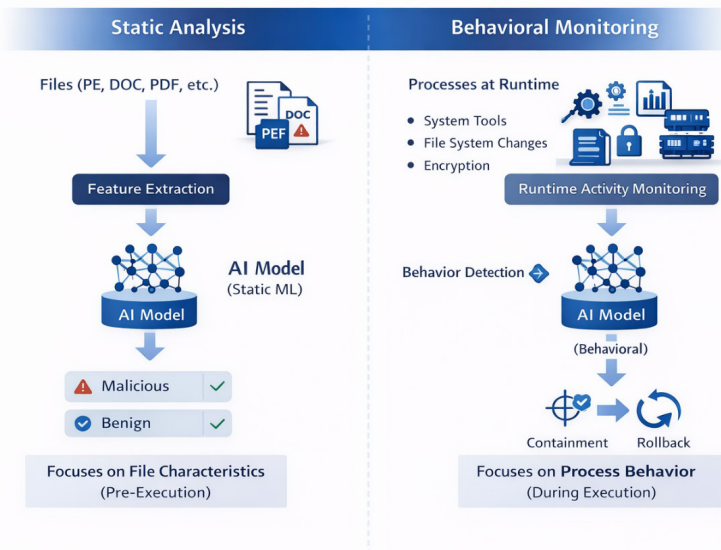 Static Analysis
Files (PE, DOC, PDF, etc.)
DOC
PEF
Feature Extraction
AI Model
(Static ML)
AI Model
Malicious
Benign
Focuses on File Characteristics
(Pre-Execution)
Behavioral Monitoring
Processes at Runtime
• System Tools
• File System Changes
• Encryption
Runtime Activity Monitoring
Behavior Detection
AI Model
(Behavioral)
Containment
Rollback
Focuses on Process Behavior
(During Execution)